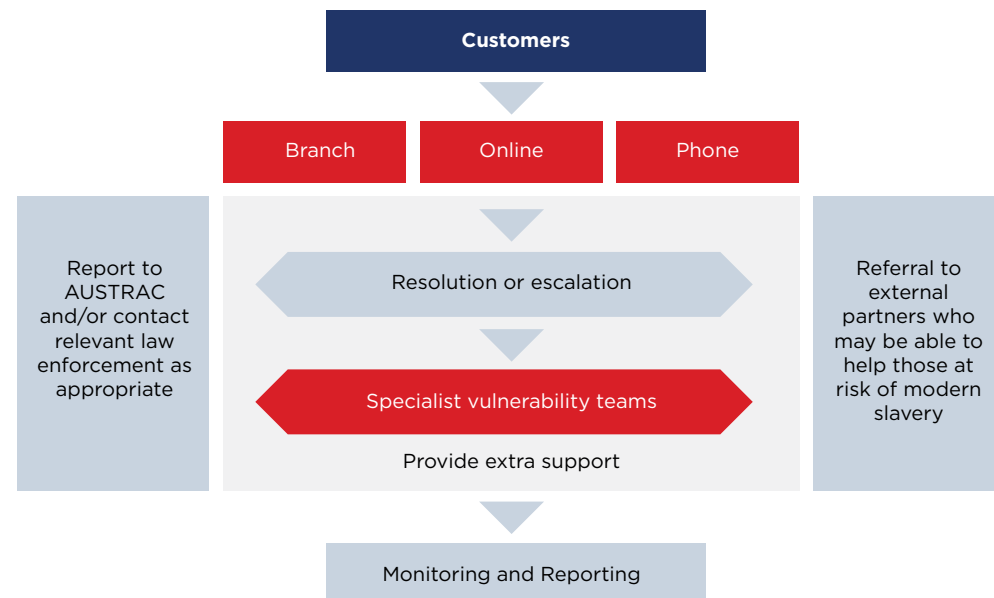 Customers
Branch
Online
Phone
Report to
AUSTRAC
and/or contact
relevant law
enforcement as
appropriate
Resolution or escalation
Specialist vulnerability teams
Provide extra support
Referral to
external
partners who
may be able to
help those at
risk of modern
slavery
Monitoring and Reporting